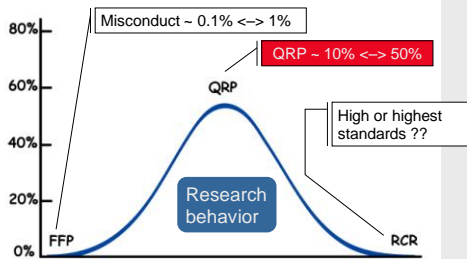 80%
Misconduct ~ 0.1% <–> 1%
QRP ~ 10% <–> 50%
60%
QRP
High or highest
standards ??
40%
20%
Research
behavior
FFP
RCR
0%